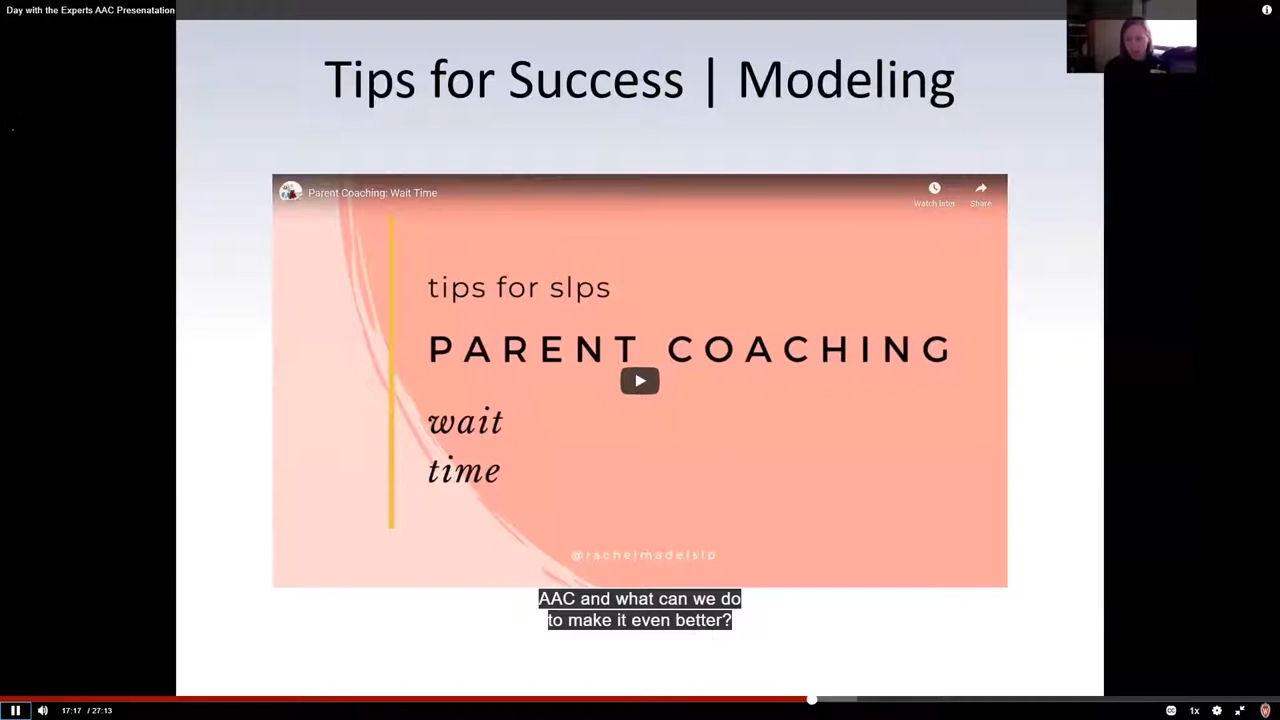 Day with the Experts AAC Presenatation
Tips for Success | Modeling
Parent Coaching: Wait Time
Watch later
Share
tips for slps
PARENT COACHING
wait
time
@rachelmadelslp
AAC and what can we do
to make it even better?
17:17 / 27:13
CC
1x